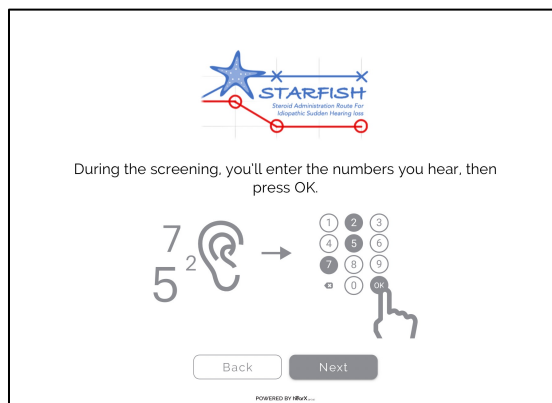 STARFISH
Steroid Administration Route For
Idiopathic Sudden Hearing loss
During the screening, you'll enter the numbers you hear, then
press OK.
7
2
5
1 2 3
4 5 6
7 8 9
0 OK
Back Next
POWERED BY